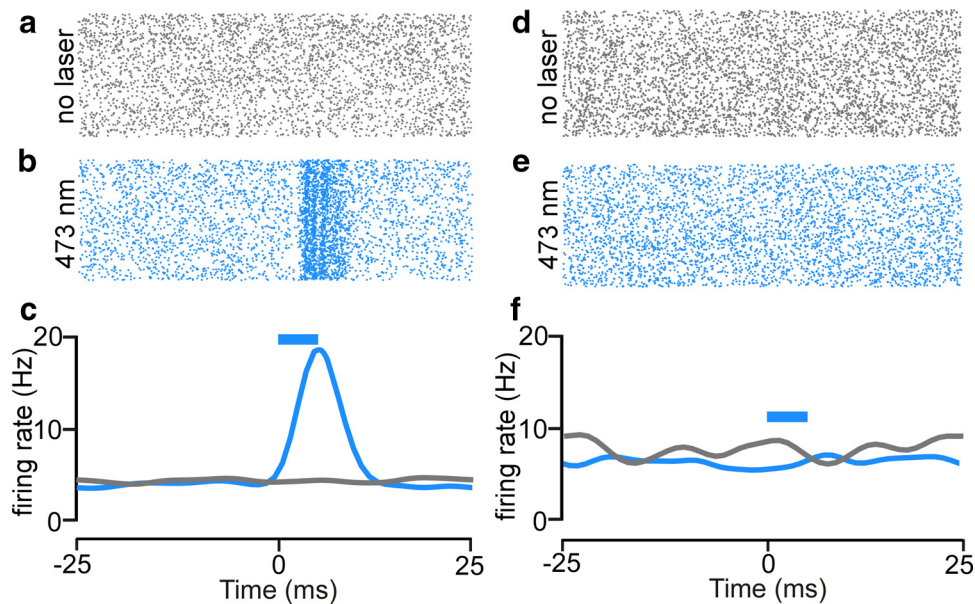 a
no laser
b
473 nm
c
firing rate (Hz)
20
10
0
-25
0
25
Time (ms)
d
no laser
e
473 nm
f
firing rate (Hz)
20
10
0
-25
0
25
Time (ms)